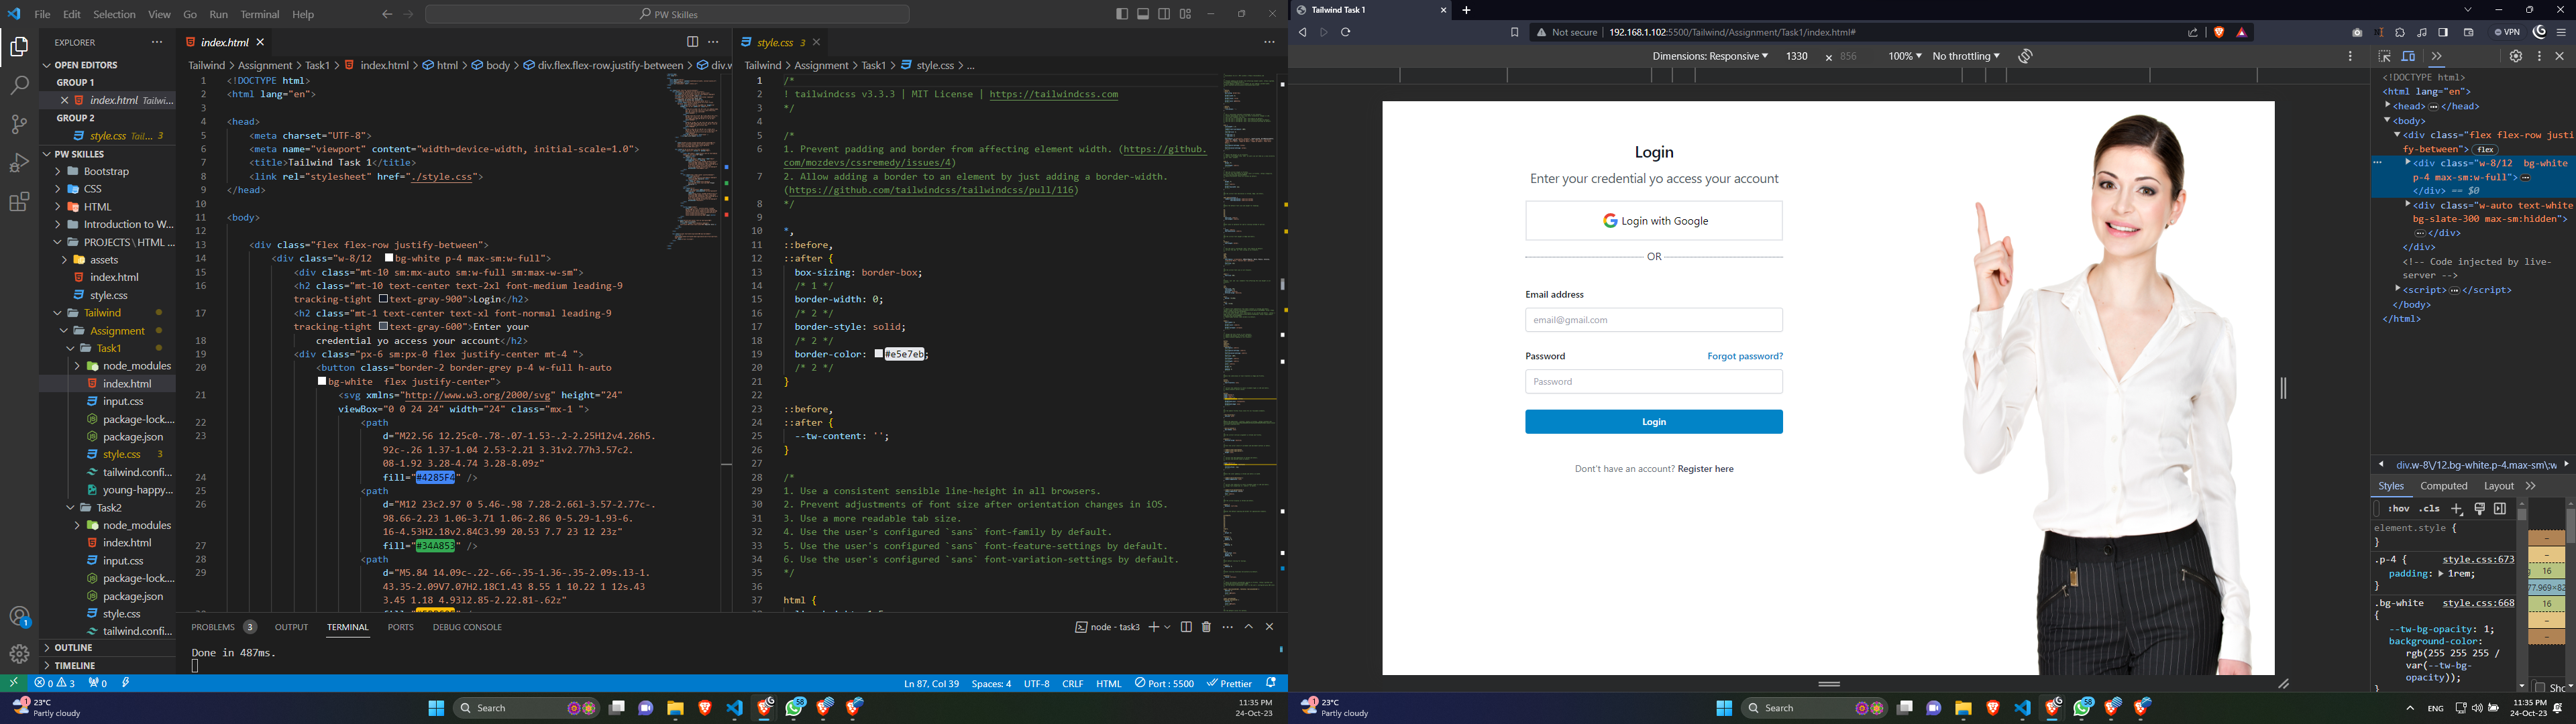 File Edit Selection View Go Run Terminal Help
PW Skilles
EXPLORER
OPEN EDITORS
GROUP 1
index.html Tailwi...
GROUP 2
style.css Tail... 3
PW SKILLES
Bootstrap
CSS
HTML
Introduction to W...
PROJECTS \ HTML ...
assets
index.html
style.css
Tailwind
Assignment
Task1
node_modules
index.html
input.css
package-lock....
package.json
style.css 3
tailwind.confi...
young-happy...
Task2
node_modules
index.html
input.css
package-lock....
package.json
style.css
tailwind.confi...
OUTLINE
TIMELINE
index.html
Tailwind > Assignment > Task1 > index.html > html > body > div.flex.flex-row.justify-between > div.w
1 <!DOCTYPE html>
2 <html lang="en">
3
4 <head>
5 <meta charset="UTF-8">
6 <meta name="viewport" content="width=device-width, initial-scale=1.0">
7 <title>Tailwind Task 1</title>
8 <link rel="stylesheet" href="./style.css">
9 </head>
10
11 <body>
12
13 <div class="flex flex-row justify-between">
14 <div class="w-8/12 bg-white p-4 max-sm:w-full">
15 <div class="mt-10 sm:mx-auto sm:w-full sm:max-w-sm">
16 <h2 class="mt-10 text-center text-2xl font-medium leading-9
tracking-tight text-gray-900">Login</h2>
17 <h2 class="mt-1 text-center text-xl font-normal leading-9
tracking-tight text-gray-600">Enter your
18 credential yo access your account</h2>
19 <div class="px-6 sm:px-0 flex justify-center mt-4 ">
20 <button class="border-2 border-grey p-4 w-full h-auto
bg-white flex justify-center">
21 <svg xmlns="http://www.w3.org/2000/svg" height="24"
viewBox="0 0 24 24" width="24" class="mx-1 ">
22 <path
23 d="M22.56 12.25c0-.78-.07-1.53-.2-2.25H12v4.26h5.
92c-.26 1.37-1.04 2.53-2.21 3.31v2.77h3.57c2.
08-1.92 3.28-4.74 3.28-8.09z"
24 fill="#4285F4" />
25 <path
26 d="M12 23c2.97 0 5.46-.98 7.28-2.661-3.57-2.77c-.
98.66-2.23 1.06-3.71 1.06-2.86 0-5.29-1.93-6.
16-4.53H2.18v2.84C3.99 20.53 7.7 23 12 23z"
27 fill="#34A853" />
28 <path
29 d="M5.84 14.09c-.22-.66-.35-1.36-.35-2.09s.13-1.
43.35-2.09V7.07H2.18C1.43 8.55 1 10.22 1 12s.43
3.45 1.18 4.93l2.85-2.22.81-.62z"
style.css 3
Tailwind > Assignment > Task1 > style.css > ...
1 /*
2 ! tailwindcss v3.3.3 | MIT License | https://tailwindcss.com
3 */
4
5 /*
6 1. Prevent padding and border from affecting element width. (https://github.
com/mozdevs/cssremedy/issues/4)
7 2. Allow adding a border to an element by just adding a border-width.
(https://github.com/tailwindcss/tailwindcss/pull/116)
8 */
9
10 *,
11 ::before,
12 ::after {
13 box-sizing: border-box;
14 /* 1 */
15 border-width: 0;
16 /* 2 */
17 border-style: solid;
18 /* 2 */
19 border-color: #e5e7eb;
20 /* 2 */
21 }
22
23 ::before,
24 ::after {
25 --tw-content: '';
26 }
27
28 /*
29 1. Use a consistent sensible line-height in all browsers.
30 2. Prevent adjustments of font size after orientation changes in iOS.
31 3. Use a more readable tab size.
32 4. Use the user's configured `sans` font-family by default.
33 5. Use the user's configured `sans` font-feature-settings by default.
34 6. Use the user's configured `sans` font-variation-settings by default.
35 */
36
37 html {
PROBLEMS 3 OUTPUT TERMINAL PORTS DEBUG CONSOLE
node - task3
Done in 487ms.
0 3 0
Ln 87, Col 39 Spaces: 4 UTF-8 CRLF HTML Port : 5500 Prettier
23°C
Partly cloudy
Search
58
11:35 PM
24-Oct-23
Tailwind Task 1
Not secure 192.168.1.102:5500/Tailwind/Assignment/Task1/index.html#
VPN
Dimensions: Responsive 1330 × 856 100% No throttling
Login
Enter your credential yo access your account
Login with Google
OR
Email address
email@gmail.com
Password Forgot password?
Password
Login
Dont't have an account? Register here
<!DOCTYPE html>
<html lang="en">
<head> </head>
<body>
<div class="flex flex-row justi
fy-between"> flex
<div class="w-8/12 bg-white
p-4 max-sm:w-full">
</div> == $0
<div class="w-auto text-white
bg-slate-300 max-sm:hidden">
</div>
</div>
<!-- Code injected by live-
server -->
<script> </script>
</body>
</html>
div.w-8\/12.bg-white.p-4.max-sm\:w
Styles Computed Layout
:hov .cls
element.style {
}
.p-4 { style.css:673
padding: 1rem;
}
.bg-white style.css:668
{
--tw-bg-opacity: 1;
background-color:
rgb(255 255 255 /
var(--tw-bg-
opacity));
}
16
77.969×82
16
Sho
23°C
Partly cloudy
Search
58
ENG
11:35 PM
24-Oct-23